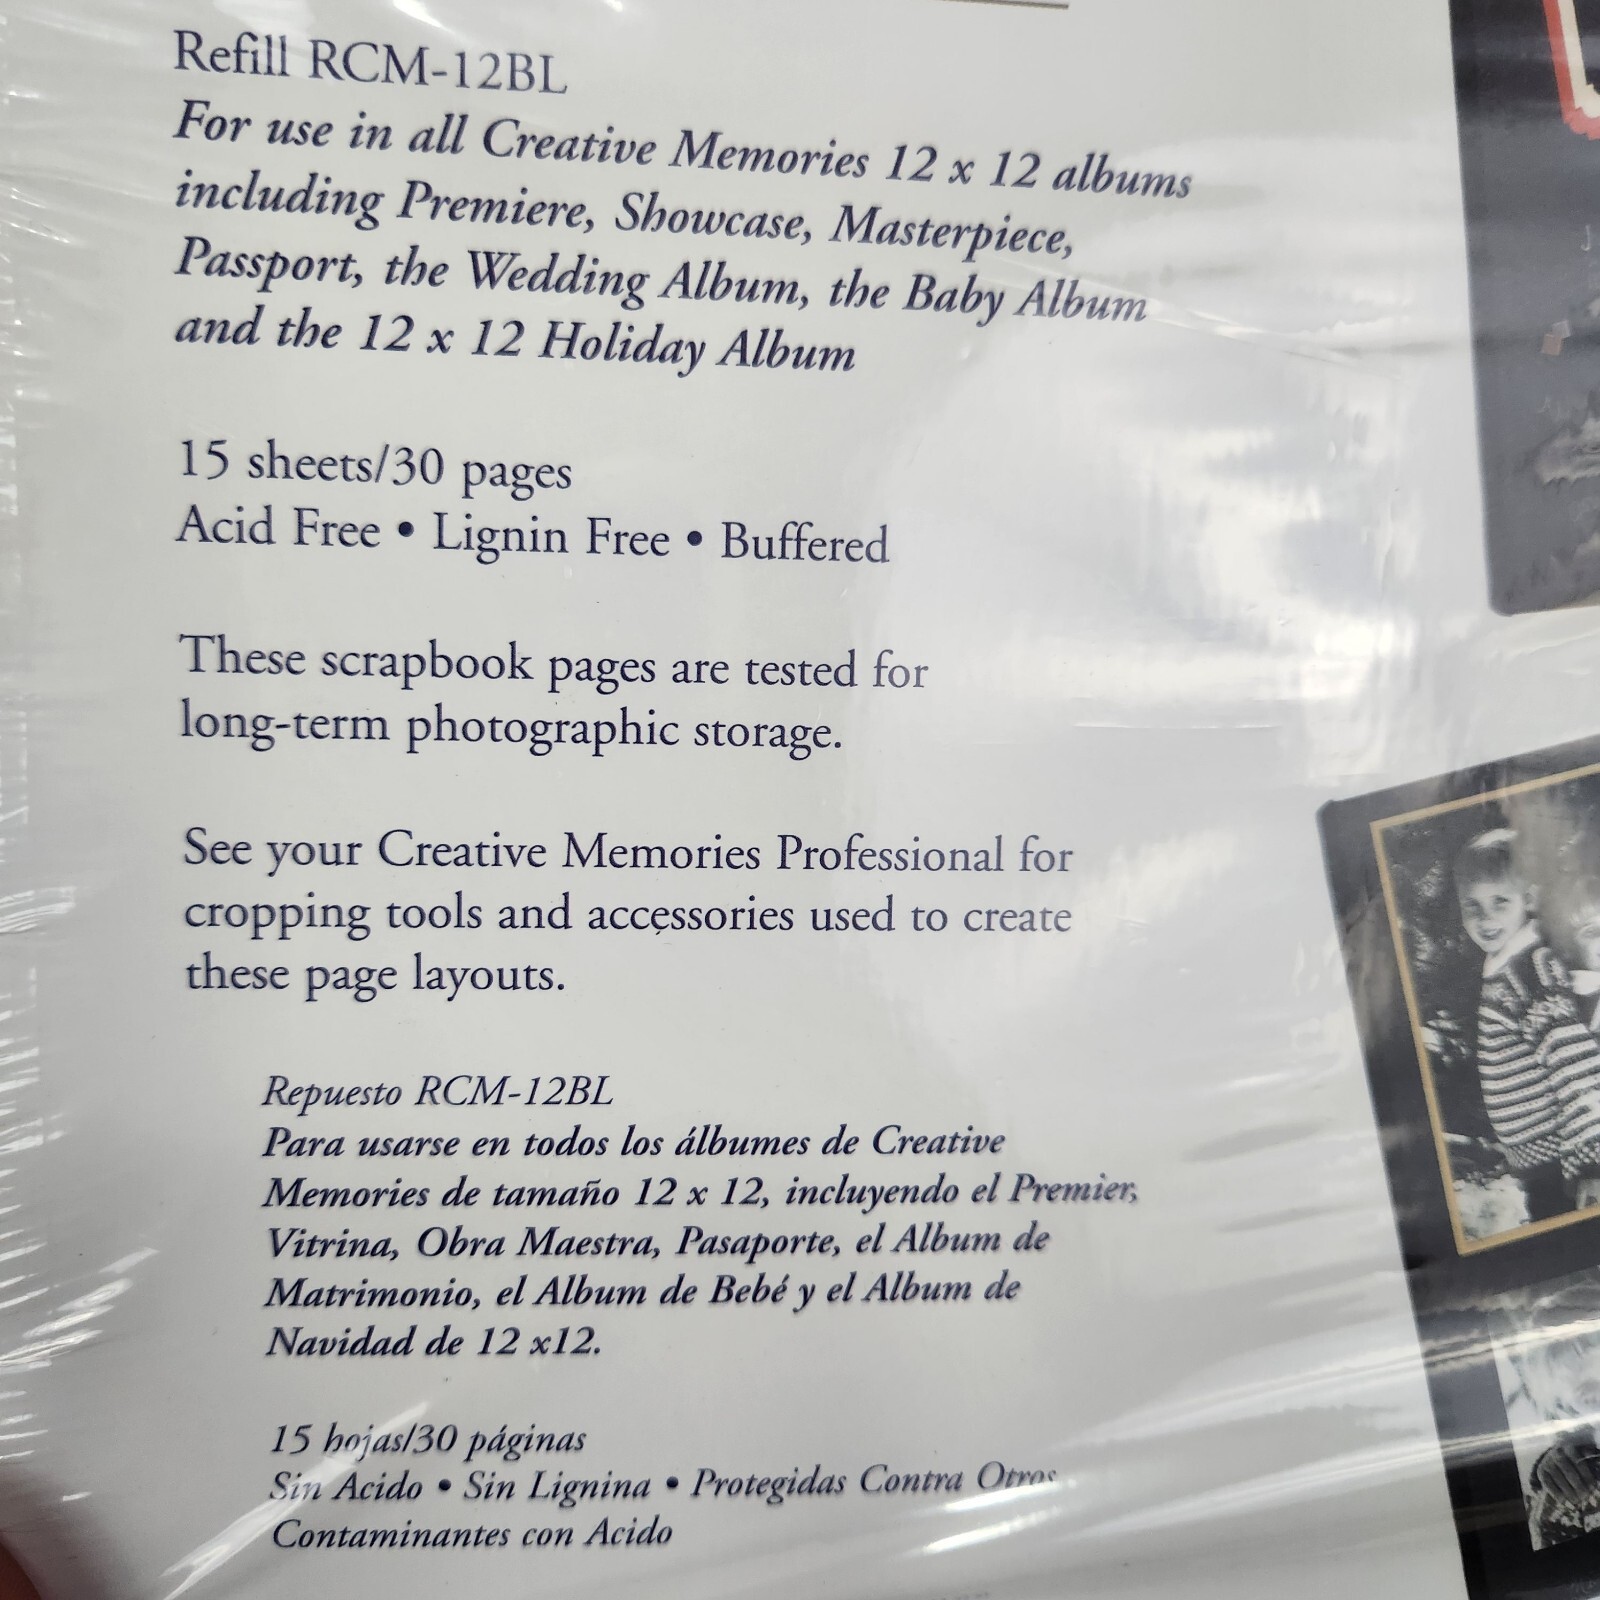 Refill RCM-12BL
For use in all Creative Memories 12 x 12 albums
including Premiere, Showcase, Masterpiece,
Passport, the Wedding Album, the Baby Album
and the 12 x 12 Holiday Album
15 sheets/30 pages
Acid Free • Lignin Free • Buffered
These scrapbook pages are tested for
long-term photographic storage.
See your Creative Memories Professional for
cropping tools and accessories used to create
these page layouts.
Repuesto RCM-12BL
Para usarse en todos los álbumes de Creative
Memories de tamaño 12 x 12, incluyendo el Premier,
Vitrina, Obra Maestra, Pasaporte, el Album de
Matrimonio, el Album de Bebé y el Album de
Navidad de 12 x12.
15 hojas/30 páginas
Sin Acido • Sin Lignina • Protegidas Contra Otros
Contaminantes con Acido